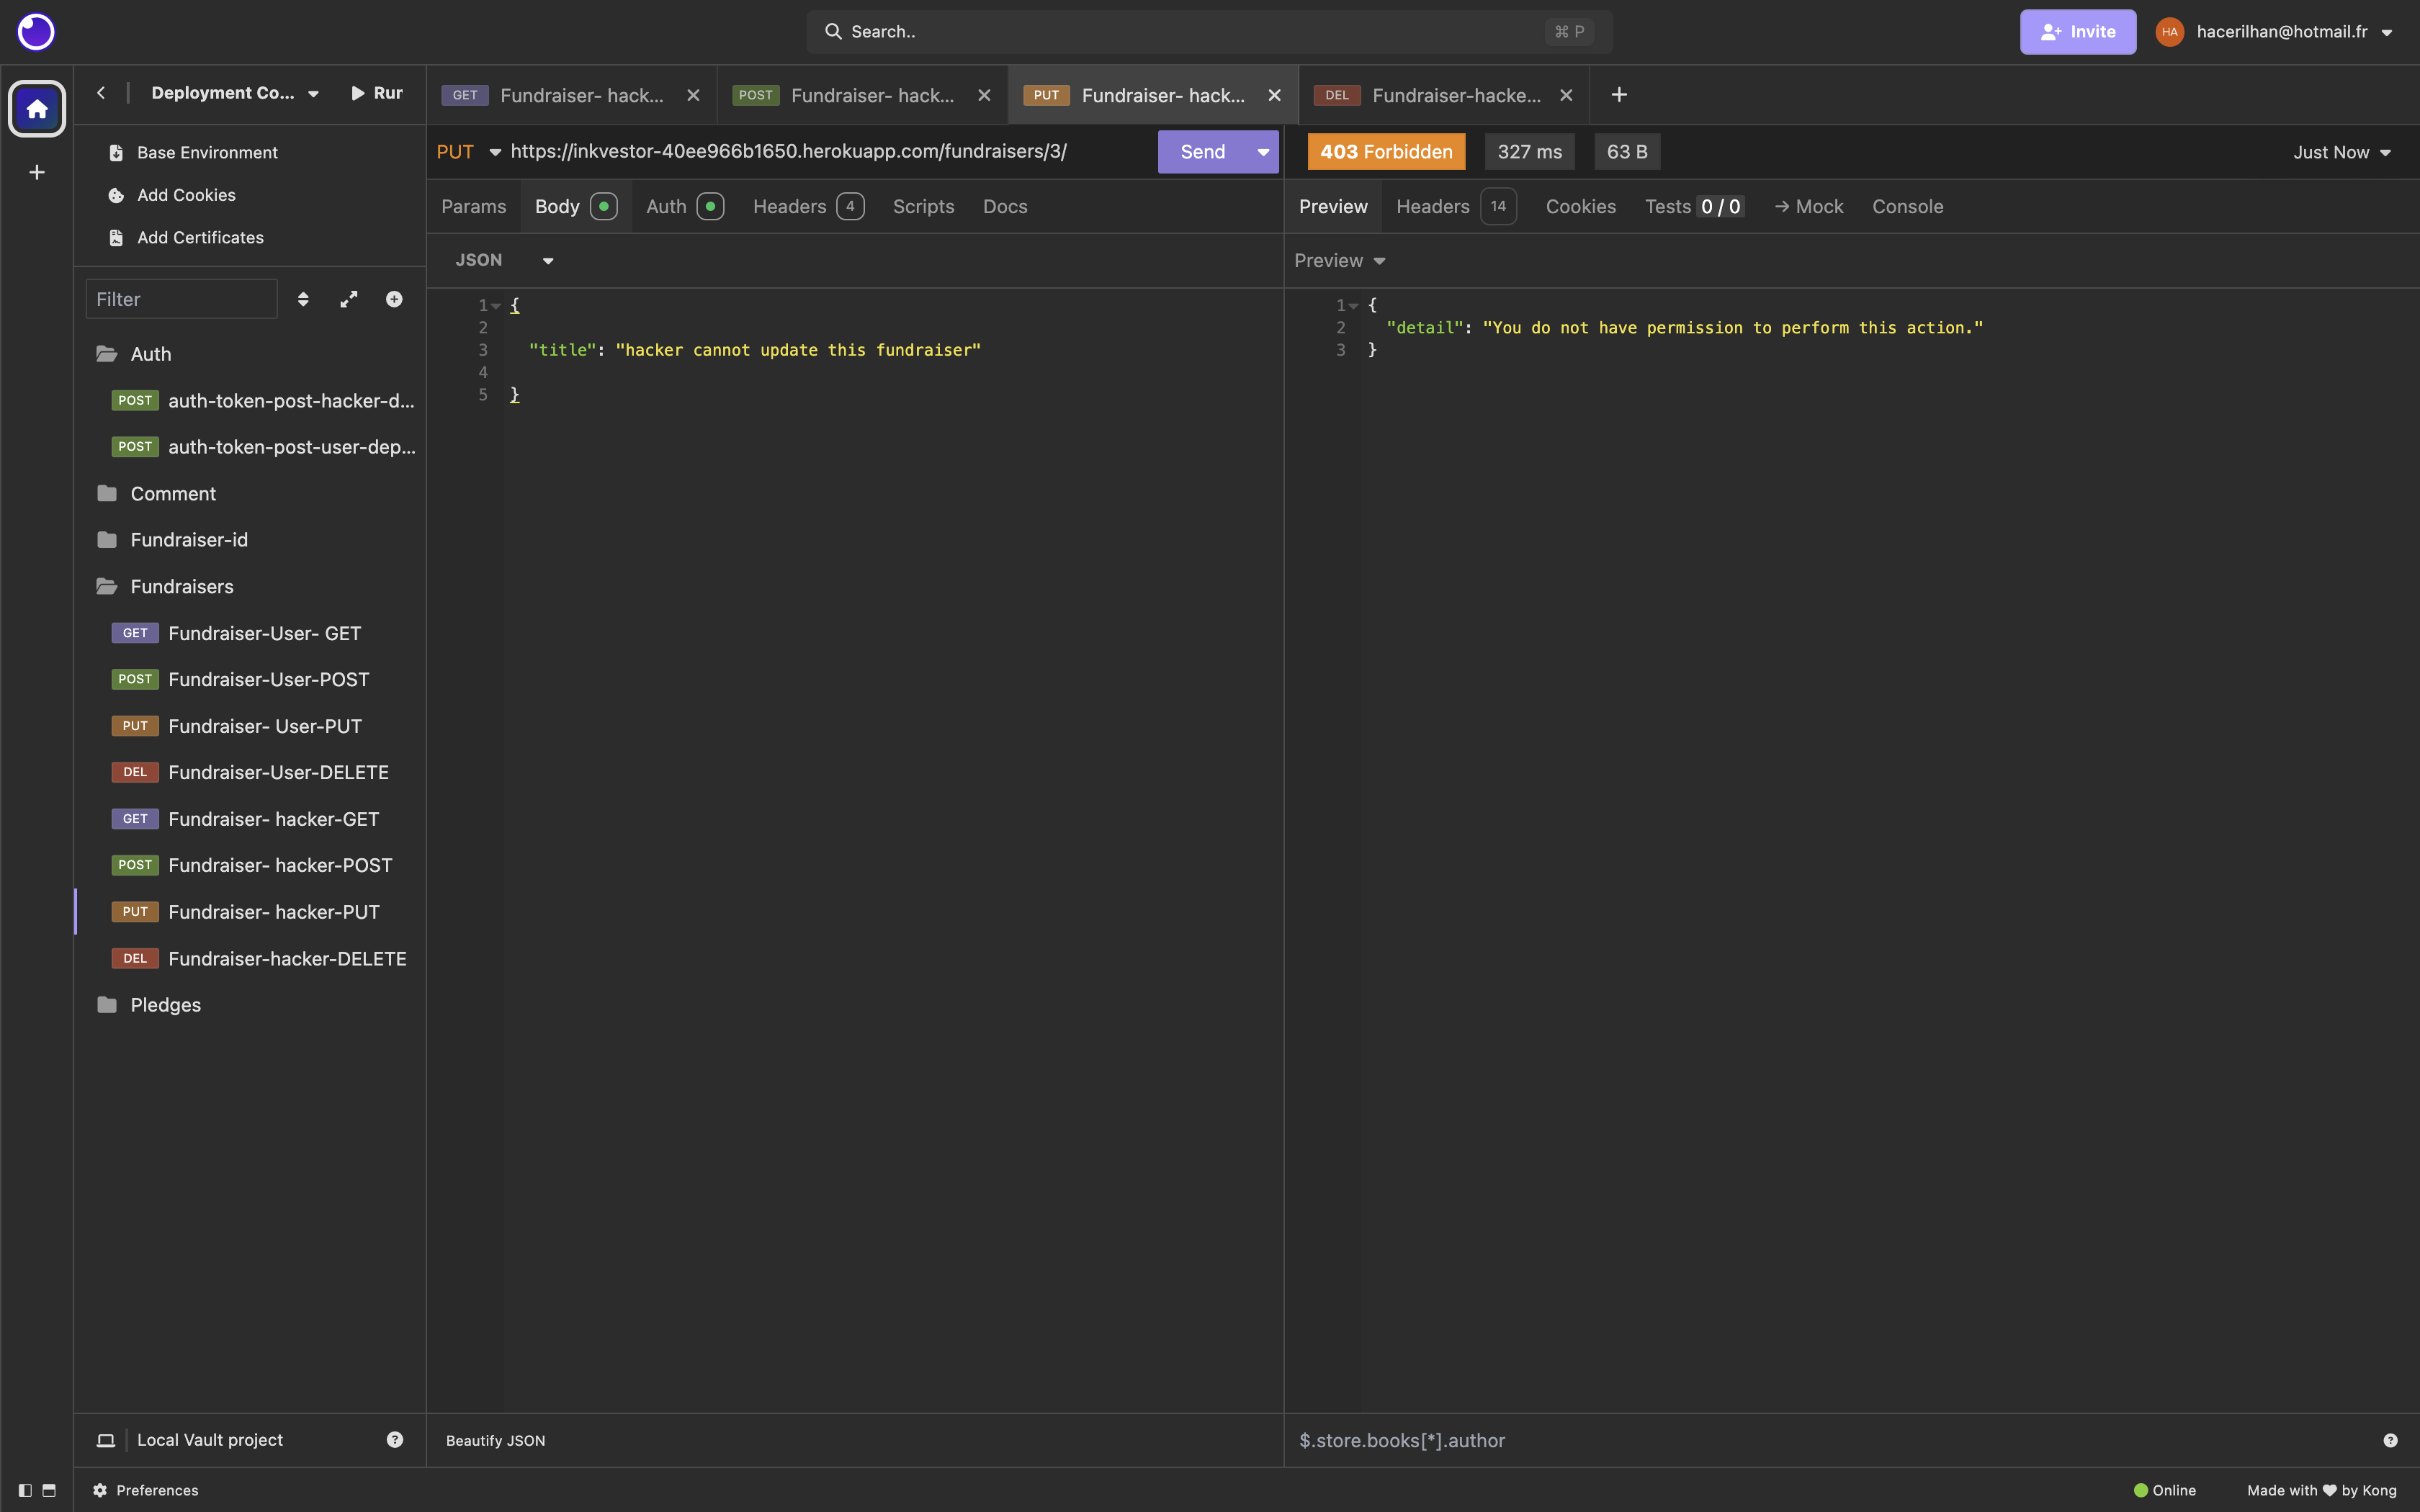 Search..
⌘ P
Invite
HA
hacerilhan@hotmail.fr
Deployment Co...
Run
GET Fundraiser- hack...
POST Fundraiser- hack...
PUT Fundraiser- hack...
DEL Fundraiser-hacke...
Base Environment
Add Cookies
Add Certificates
PUT https://inkvestor-40ee966b1650.herokuapp.com/fundraisers/3/
Send
403 Forbidden
327 ms
63 B
Just Now
Params
Body
Auth
Headers 4
Scripts
Docs
Preview
Headers 14
Cookies
Tests 0 / 0
→ Mock
Console
JSON
Preview
Filter
Auth
POST auth-token-post-hacker-d...
POST auth-token-post-user-dep...
Comment
Fundraiser-id
Fundraisers
GET Fundraiser-User- GET
POST Fundraiser-User-POST
PUT Fundraiser- User-PUT
DEL Fundraiser-User-DELETE
GET Fundraiser- hacker-GET
POST Fundraiser- hacker-POST
PUT Fundraiser- hacker-PUT
DEL Fundraiser-hacker-DELETE
Pledges
1 {
2
3 "title": "hacker cannot update this fundraiser"
4
5 }
1 {
2 "detail": "You do not have permission to perform this action."
3 }
Local Vault project
Beautify JSON
$.store.books[*].author
Preferences
Online
Made with ♥ by Kong